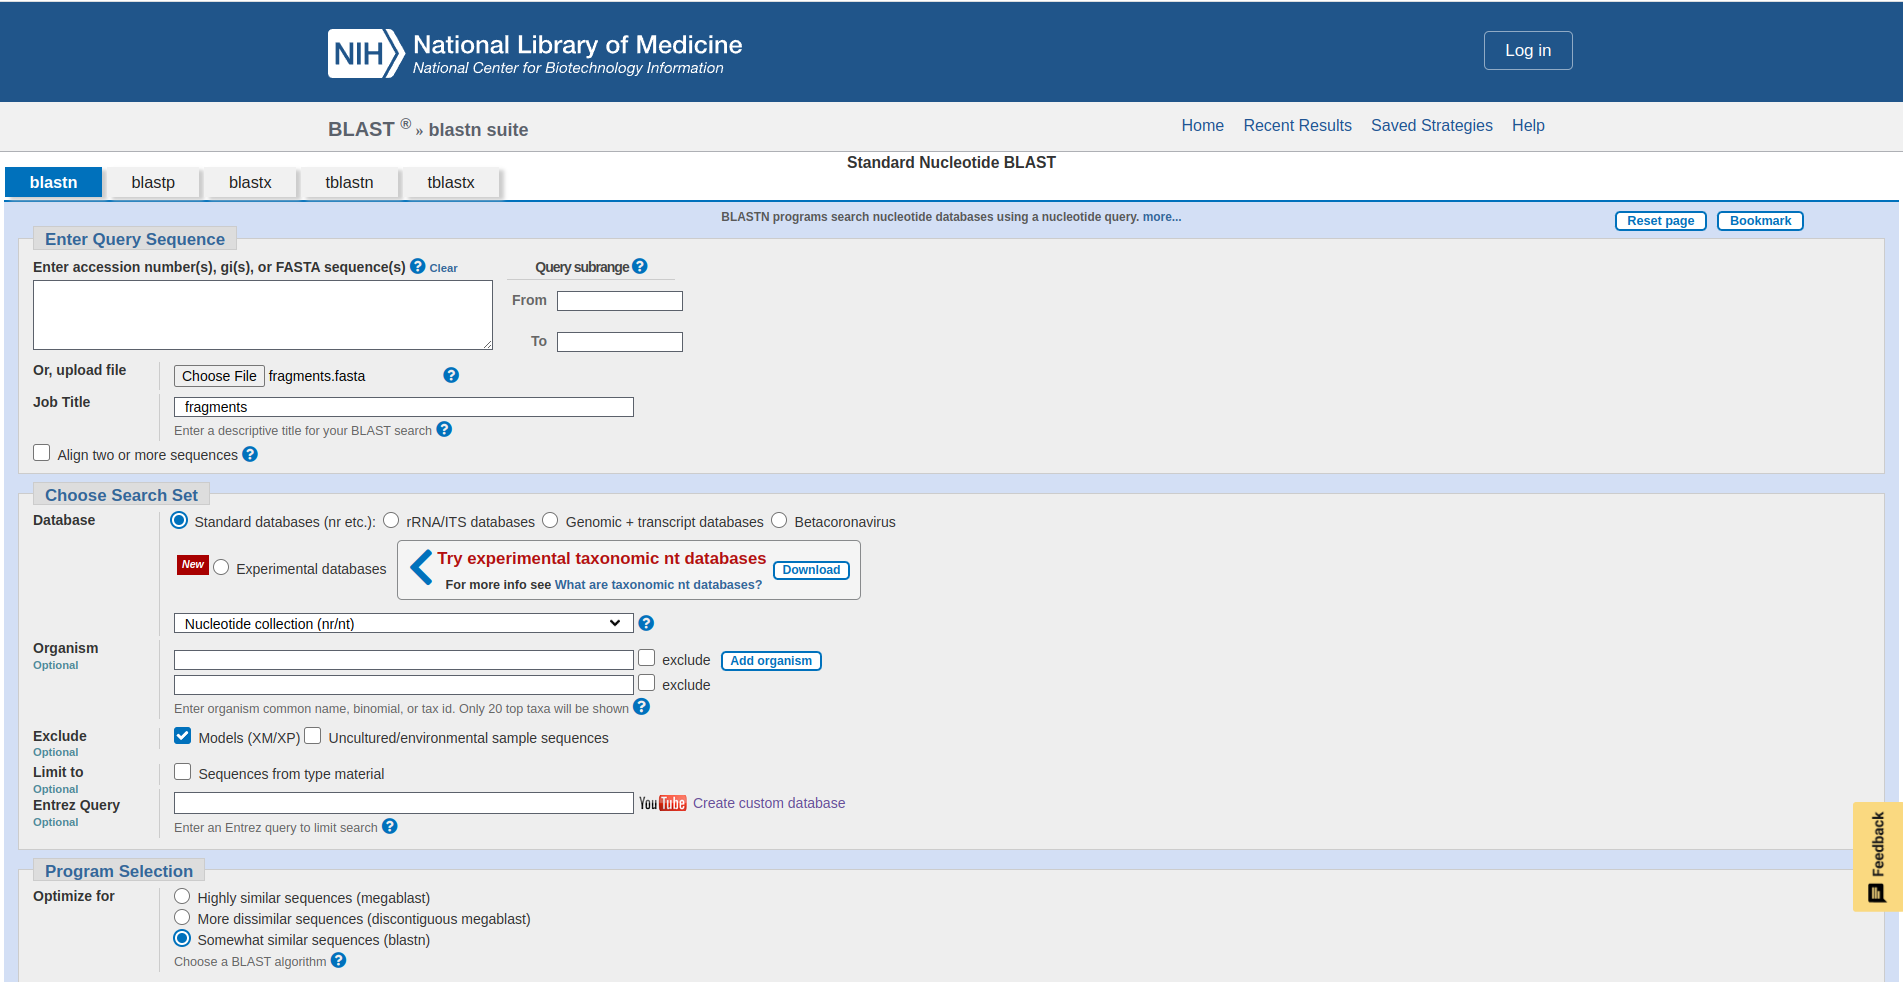 NIH National Library of Medicine
National Center for Biotechnology Information
Log in
BLAST ® » blastn suite
Home Recent Results Saved Strategies Help
Standard Nucleotide BLAST
blastn blastp blastx tblastn tblastx
BLASTN programs search nucleotide databases using a nucleotide query. more...
Reset page Bookmark
Enter Query Sequence
Enter accession number(s), gi(s), or FASTA sequence(s) ? Clear
Query subrange ?
From
To
Or, upload file Choose File fragments.fasta ?
Job Title fragments
Enter a descriptive title for your BLAST search ?
Align two or more sequences ?
Choose Search Set
Database Standard databases (nr etc.): rRNA/ITS databases Genomic + transcript databases Betacoronavirus
New Experimental databases
Try experimental taxonomic nt databases
For more info see What are taxonomic nt databases?
Download
Nucleotide collection (nr/nt) ?
Organism
Optional
exclude Add organism
exclude
Enter organism common name, binomial, or tax id. Only 20 top taxa will be shown ?
Exclude
Optional
Models (XM/XP) Uncultured/environmental sample sequences
Limit to
Optional
Sequences from type material
Entrez Query
Optional
YouTube Create custom database
Enter an Entrez query to limit search ?
Feedback
Program Selection
Optimize for
Highly similar sequences (megablast)
More dissimilar sequences (discontiguous megablast)
Somewhat similar sequences (blastn)
Choose a BLAST algorithm ?